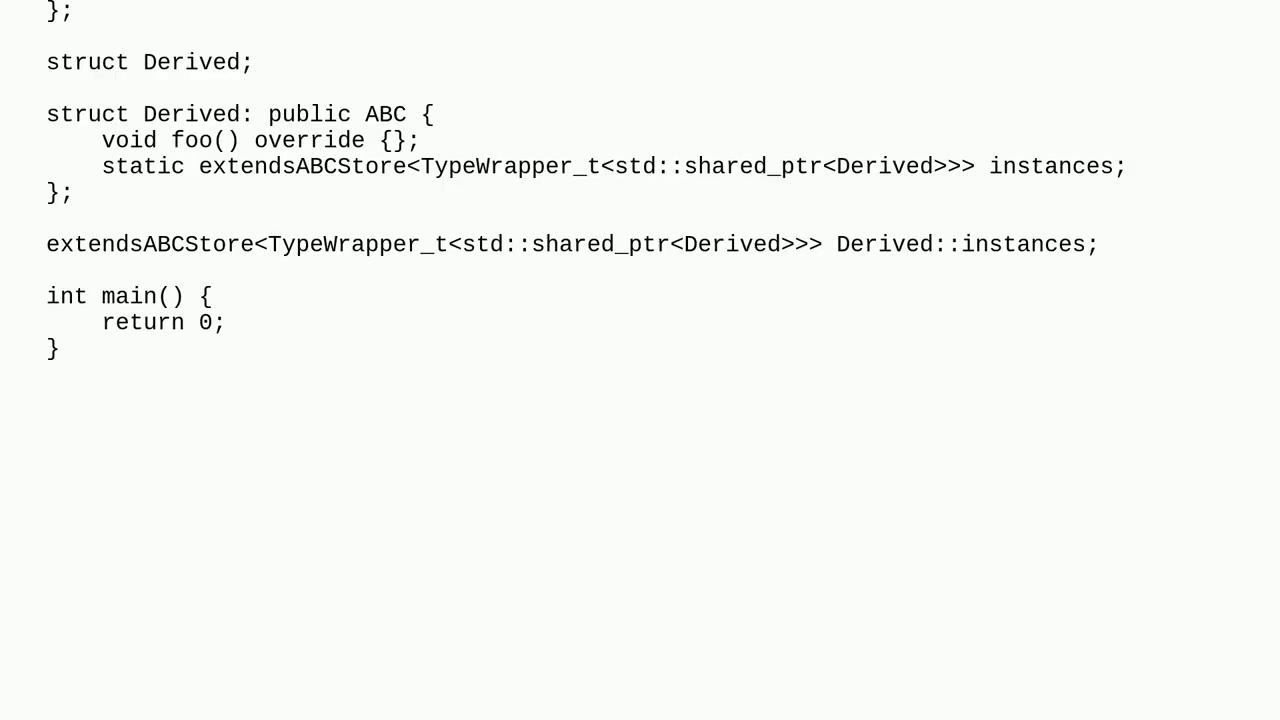 };
struct Derived;
struct Derived: public ABC {
    void foo() override {};
    static extendsABCStore<TypeWrapper_t<std::shared_ptr<Derived>>> instances;
};
extendsABCStore<TypeWrapper_t<std::shared_ptr<Derived>>> Derived::instances;
int main() {
    return 0;
}